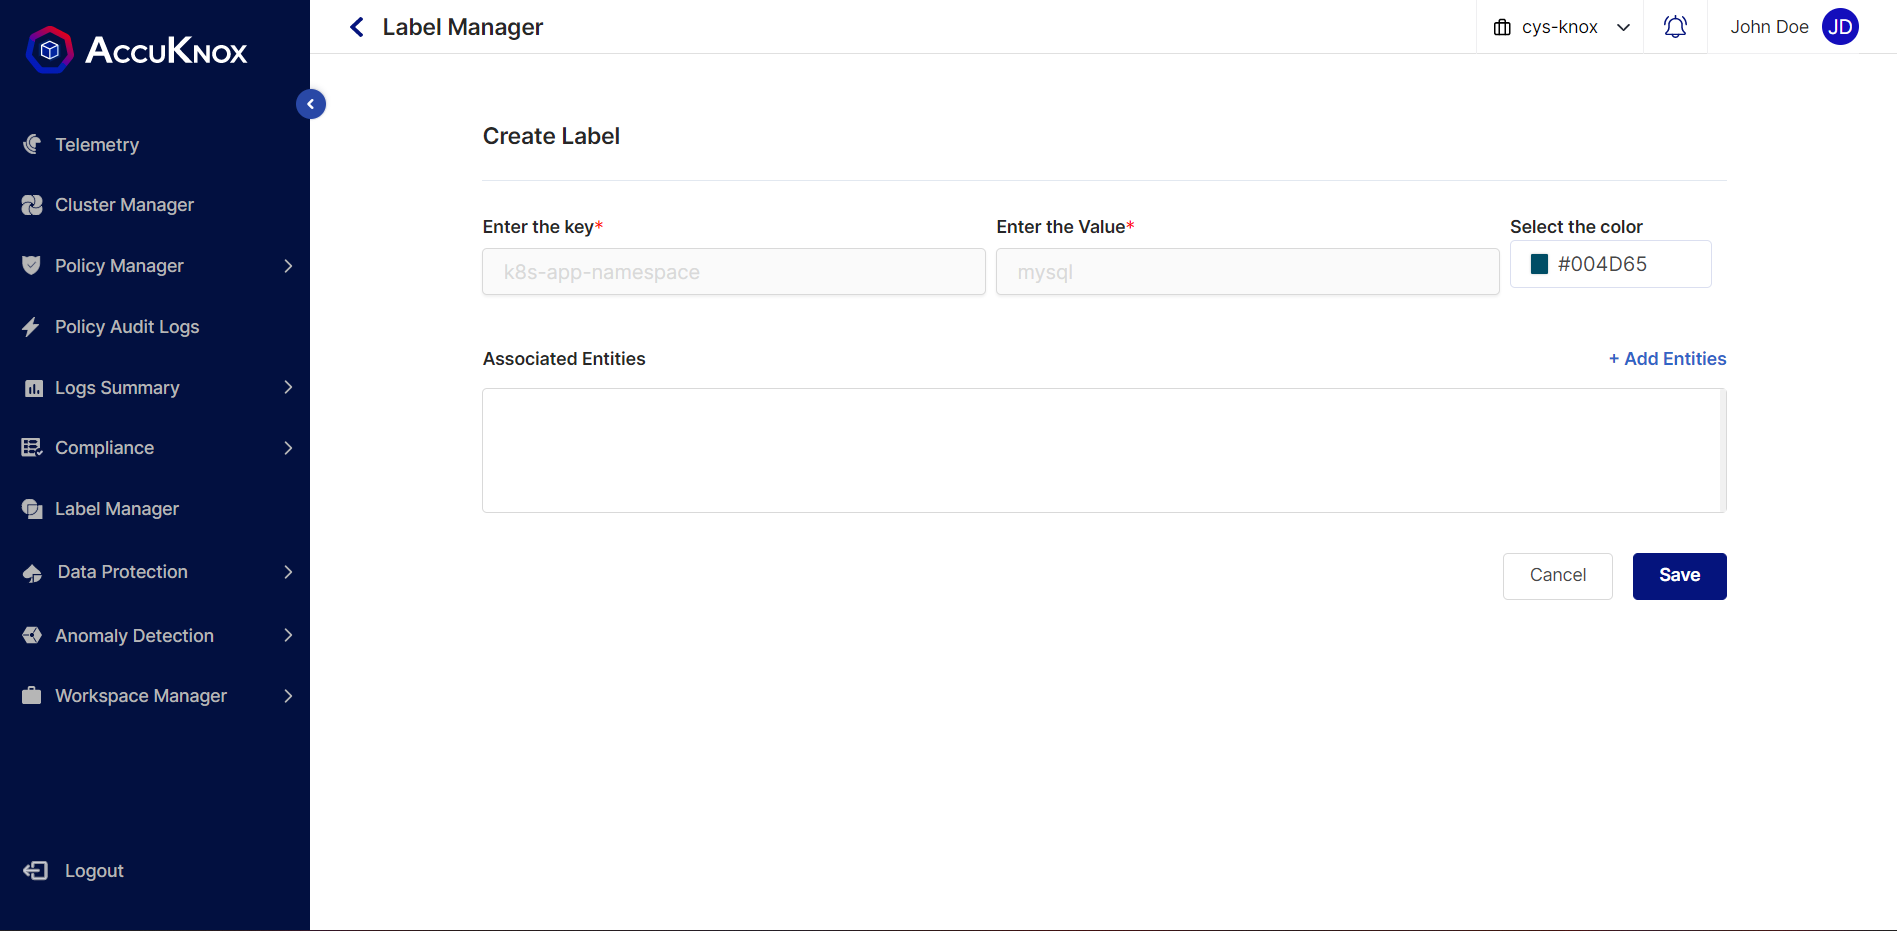 ACCUKNOX
Telemetry
Cluster Manager
Policy Manager
Policy Audit Logs
Logs Summary
Compliance
Label Manager
Data Protection
Anomaly Detection
Workspace Manager
Logout
Label Manager
cys-knox
John Doe
JD
Create Label
Enter the key*
Enter the Value*
Select the color
k8s-app-namespace
mysql
#004D65
Associated Entities
+ Add Entities
Cancel
Save